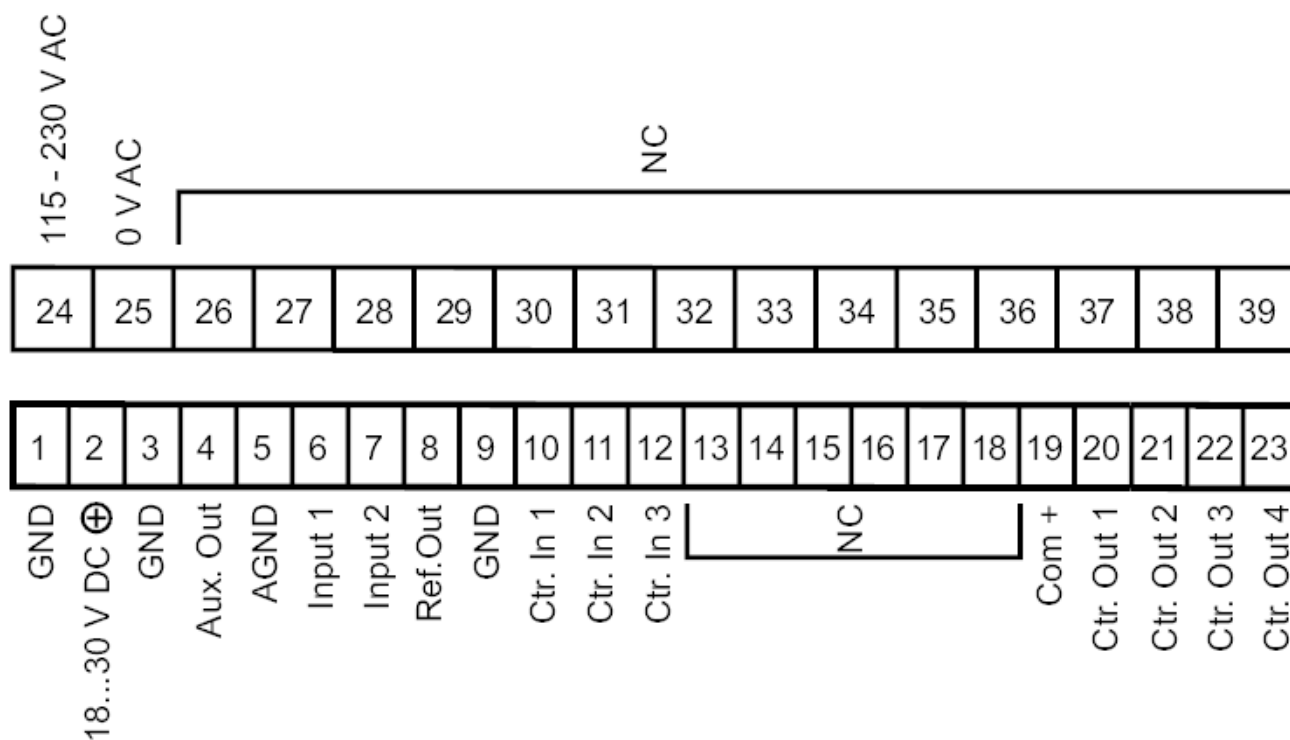 115 - 230 V AC
0 V AC
NC
24 25 26 27 28 29 30 31 32 33 34 35 36 37 38 39
1 2 3 4 5 6 7 8 9 10 11 12 13 14 15 16 17 18 19 20 21 22 23
GND
18...30 V DC ⊕
GND
Aux. Out
AGND
Input 1
Input 2
Ref.Out
GND
Ctr. In 1
Ctr. In 2
Ctr. In 3
NC
Com +
Ctr. Out 1
Ctr. Out 2
Ctr. Out 3
Ctr. Out 4